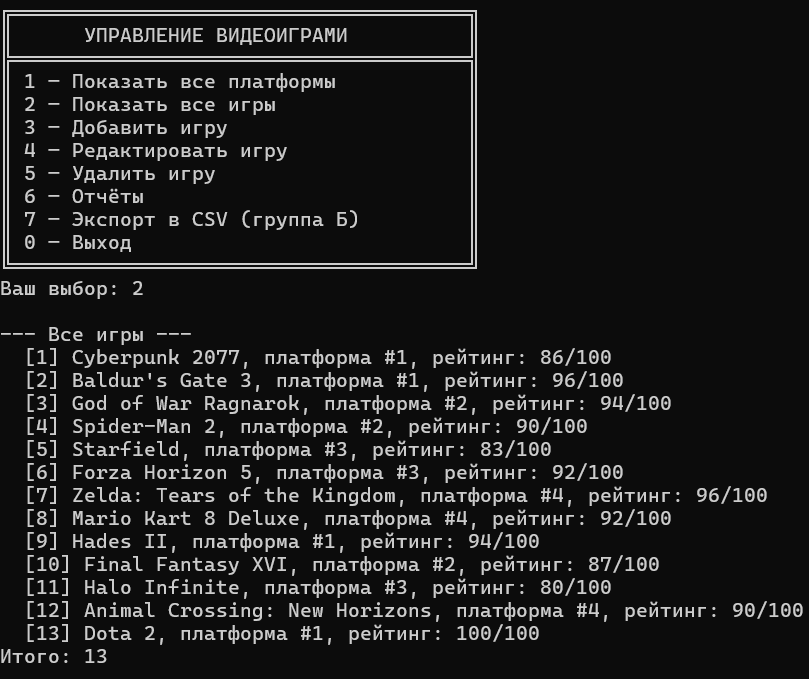 УПРАВЛЕНИЕ ВИДЕОИГРАМИ
1 — Показать все платформы
2 — Показать все игры
3 — Добавить игру
4 — Редактировать игру
5 — Удалить игру
6 — Отчёты
7 — Экспорт в CSV (группа Б)
0 — Выход
Ваш выбор: 2
--- Все игры ---
[1] Cyberpunk 2077, платформа #1, рейтинг: 86/100
[2] Baldur's Gate 3, платформа #1, рейтинг: 96/100
[3] God of War Ragnarok, платформа #2, рейтинг: 94/100
[4] Spider-Man 2, платформа #2, рейтинг: 90/100
[5] Starfield, платформа #3, рейтинг: 83/100
[6] Forza Horizon 5, платформа #3, рейтинг: 92/100
[7] Zelda: Tears of the Kingdom, платформа #4, рейтинг: 96/100
[8] Mario Kart 8 Deluxe, платформа #4, рейтинг: 92/100
[9] Hades II, платформа #1, рейтинг: 94/100
[10] Final Fantasy XVI, платформа #2, рейтинг: 87/100
[11] Halo Infinite, платформа #3, рейтинг: 80/100
[12] Animal Crossing: New Horizons, платформа #4, рейтинг: 90/100
[13] Dota 2, платформа #1, рейтинг: 100/100
Итого: 13